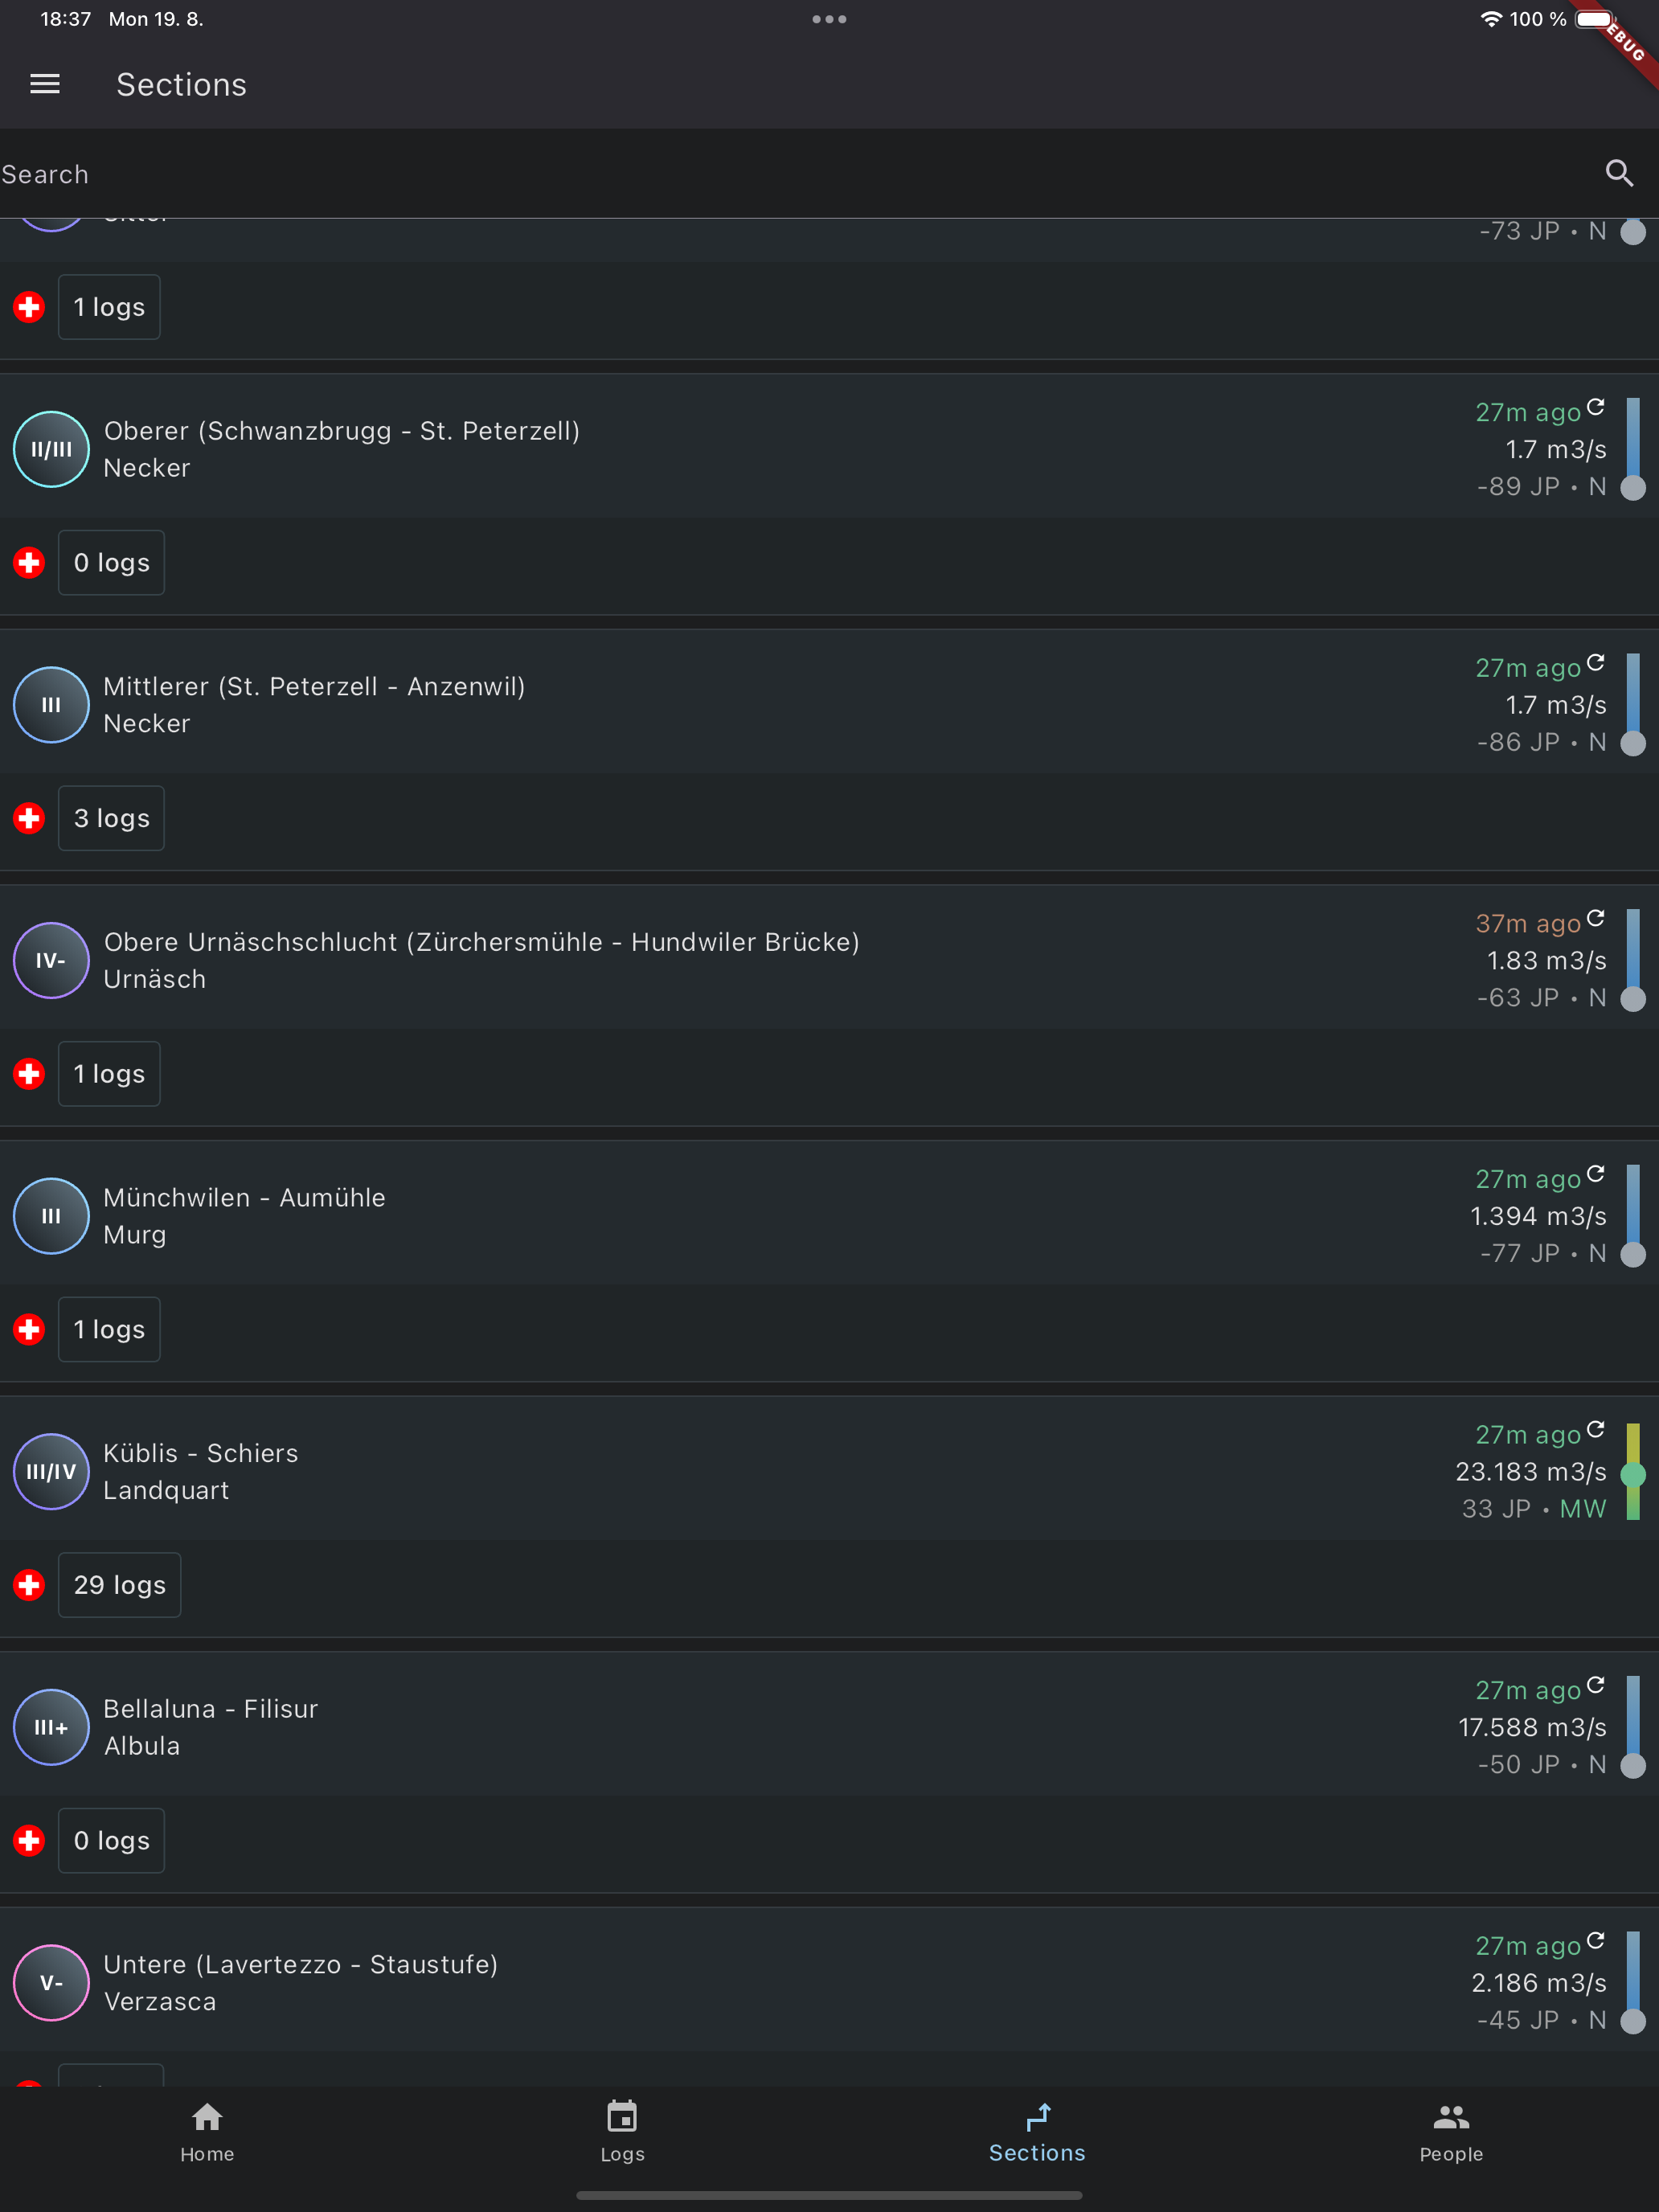 18:37 Mon 19. 8.
100 %
EBUG
Sections
Search
-73 JP • N
1 logs
II/III
Oberer (Schwanzbrugg - St. Peterzell)
Necker
27m ago
1.7 m3/s
-89 JP • N
0 logs
III
Mittlerer (St. Peterzell - Anzenwil)
Necker
27m ago
1.7 m3/s
-86 JP • N
3 logs
IV-
Obere Urnäschschlucht (Zürchersmühle - Hundwiler Brücke)
Urnäsch
37m ago
1.83 m3/s
-63 JP • N
1 logs
III
Münchwilen - Aumühle
Murg
27m ago
1.394 m3/s
-77 JP • N
1 logs
III/IV
Küblis - Schiers
Landquart
27m ago
23.183 m3/s
33 JP • MW
29 logs
III+
Bellaluna - Filisur
Albula
27m ago
17.588 m3/s
-50 JP • N
0 logs
V-
Untere (Lavertezzo - Staustufe)
Verzasca
27m ago
2.186 m3/s
-45 JP • N
Home
Logs
Sections
People